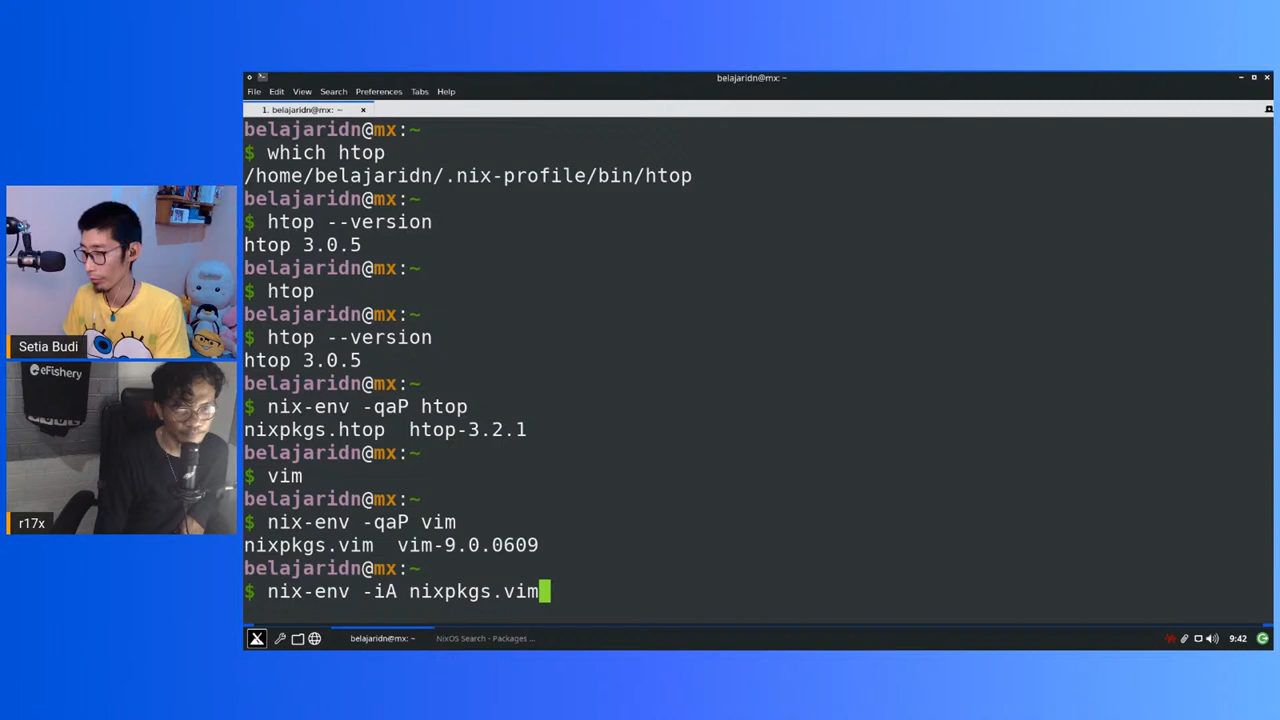 belajaridn@mx: ~
File Edit View Search Preferences Tabs Help
1. belajaridn@mx: ~
belajaridn@mx:~
$ which htop
/home/belajaridn/.nix-profile/bin/htop
belajaridn@mx:~
$ htop --version
htop 3.0.5
belajaridn@mx:~
$ htop
belajaridn@mx:~
$ htop --version
htop 3.0.5
belajaridn@mx:~
$ nix-env -qaP htop
nixpkgs.htop  htop-3.2.1
belajaridn@mx:~
$ vim
belajaridn@mx:~
$ nix-env -qaP vim
nixpkgs.vim  vim-9.0.0609
belajaridn@mx:~
$ nix-env -iA nixpkgs.vim
belajaridn@mx: ~
NixOS Search - Packages ...
9:42
Setia Budi
eFishery
r17x